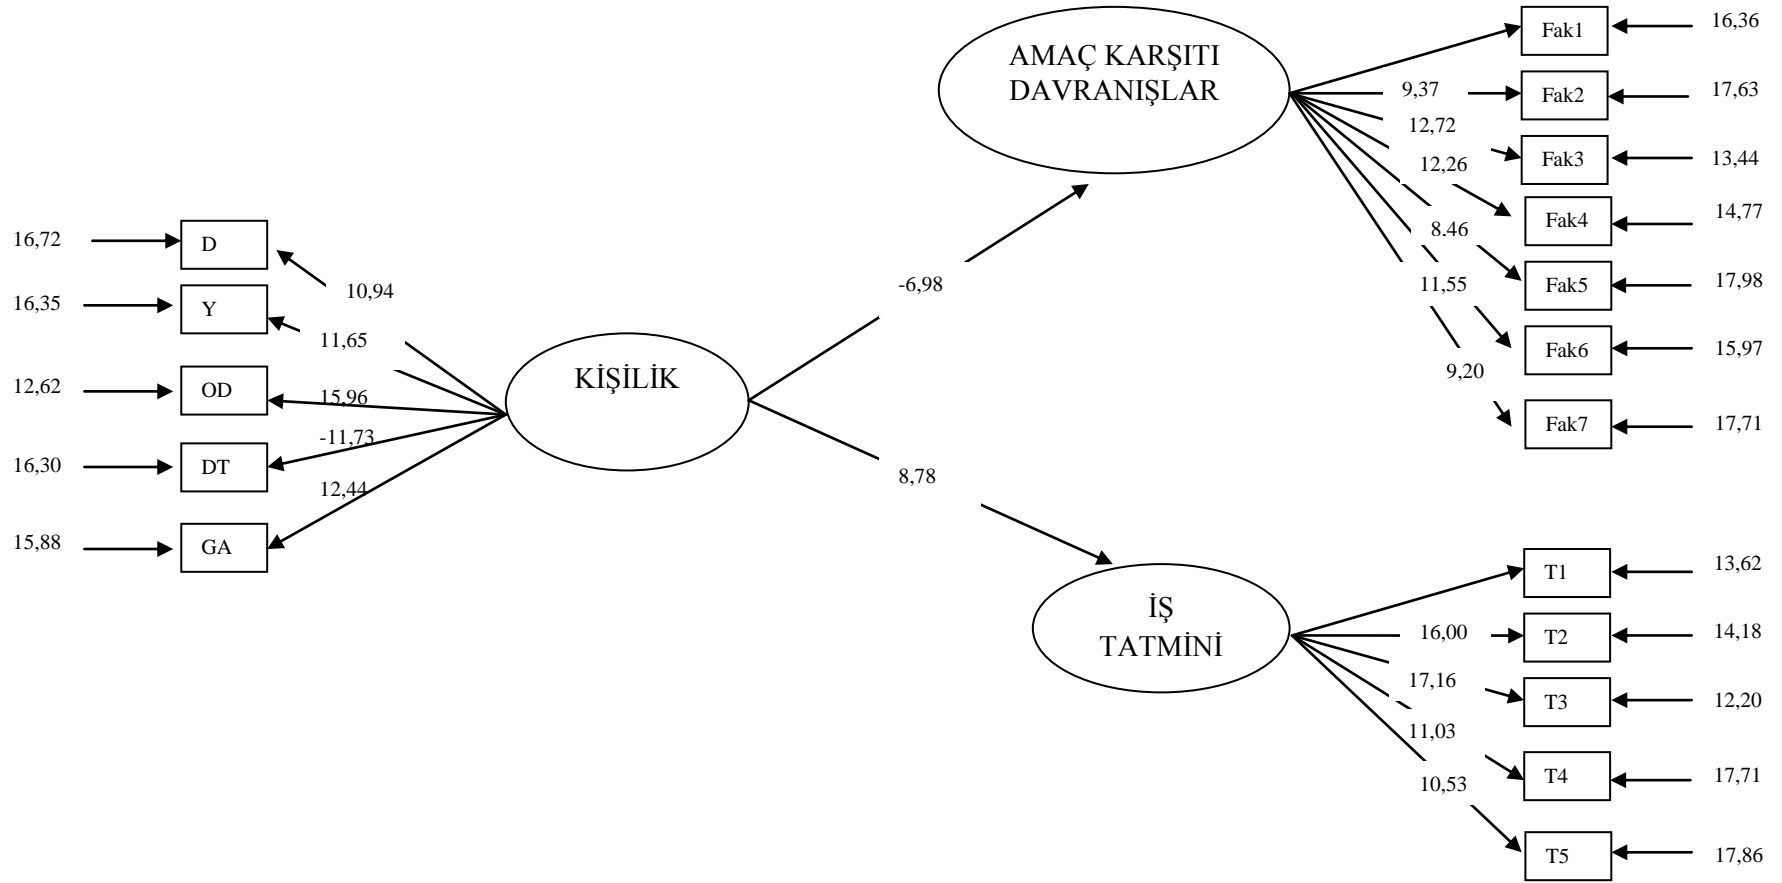 AMAÇ KARŞITI
DAVRANIŞLAR
Fak1
16,36
9,37
Fak2
17,63
12,72
Fak3
13,44
12,26
Fak4
14,77
8.46
Fak5
17,98
11,55
Fak6
15,97
9,20
Fak7
17,71
16,72
D
10,94
16,35
Y
11,65
12,62
OD
15,96
16,30
DT
-11,73
15,88
GA
12,44
KİŞİLİK
-6,98
8,78
İŞ
TATMİNİ
T1
13,62
16,00
T2
14,18
17,16
T3
12,20
11,03
T4
17,71
10,53
T5
17,86